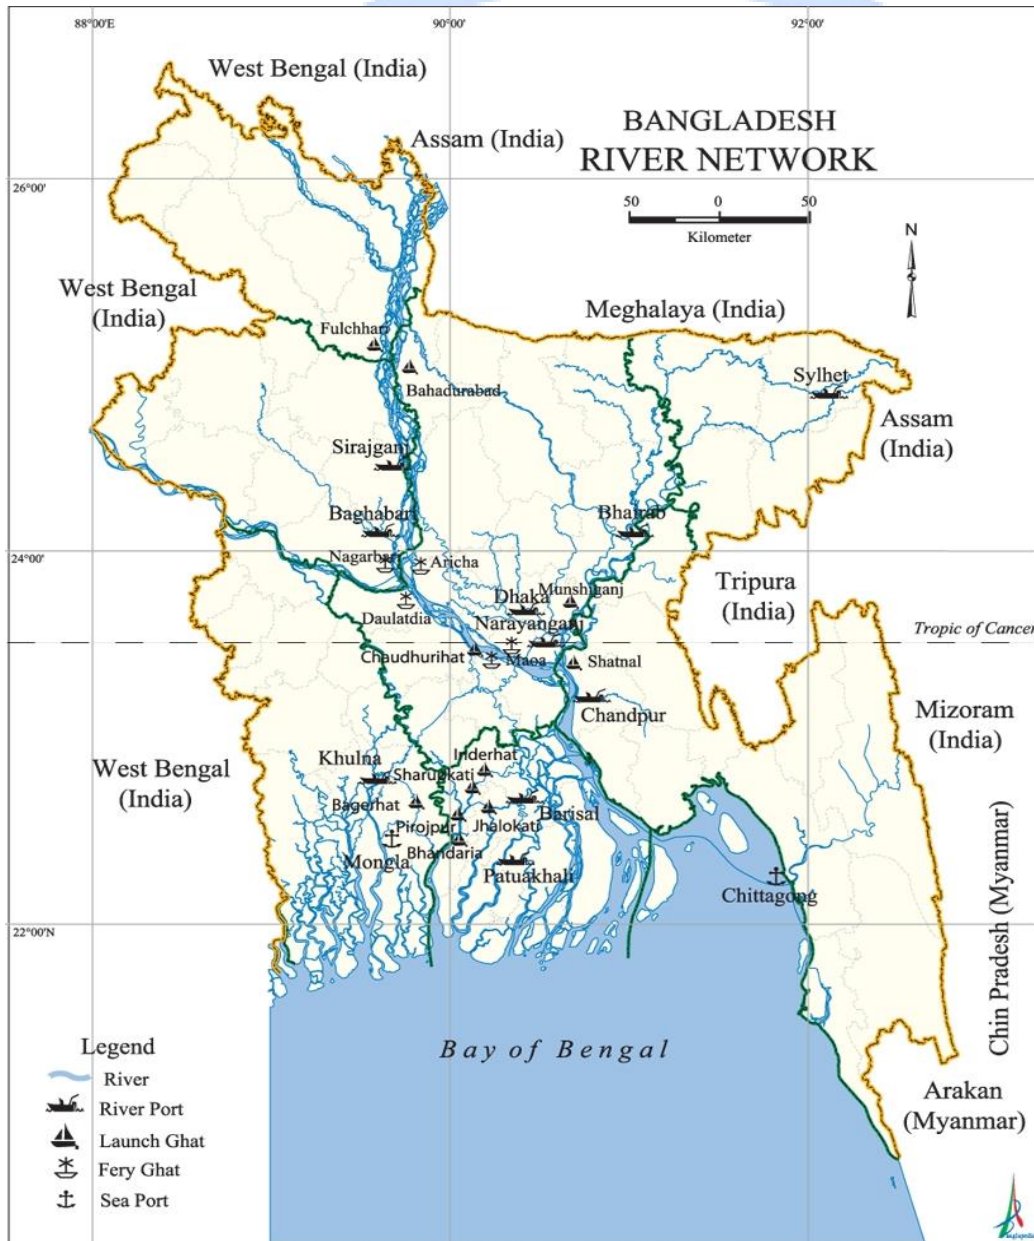 88°00'E
90°00'
92°00'
West Bengal (India)
Assam (India)
BANGLADESH
RIVER NETWORK
26°00'
50 0 50
Kilometer
N
West Bengal
(India)
Meghalaya (India)
Fulchhari
Bahadurabad
Sylhet
Assam
(India)
Sirajganj
Baghabari
Bhairab
24°00'
Nagarbari
Aricha
Tripura
(India)
Dhaka
Munshiganj
Daulatdia
Narayanganj
Tropic of Cancer
Chaudhurihat
Maoa
Shatnal
Chandpur
Mizoram
(India)
West Bengal
(India)
Khulna
Inderhat
Sharupkati
Bagerhat
Barisal
Pirojpur
Jhalokati
Mongla
Bhandaria
Patuakhali
Chittagong
Chin Pradesh (Myanmar)
22°00'N
Bay of Bengal
Legend
River
River Port
Launch Ghat
Fery Ghat
Sea Port
Arakan
(Myanmar)